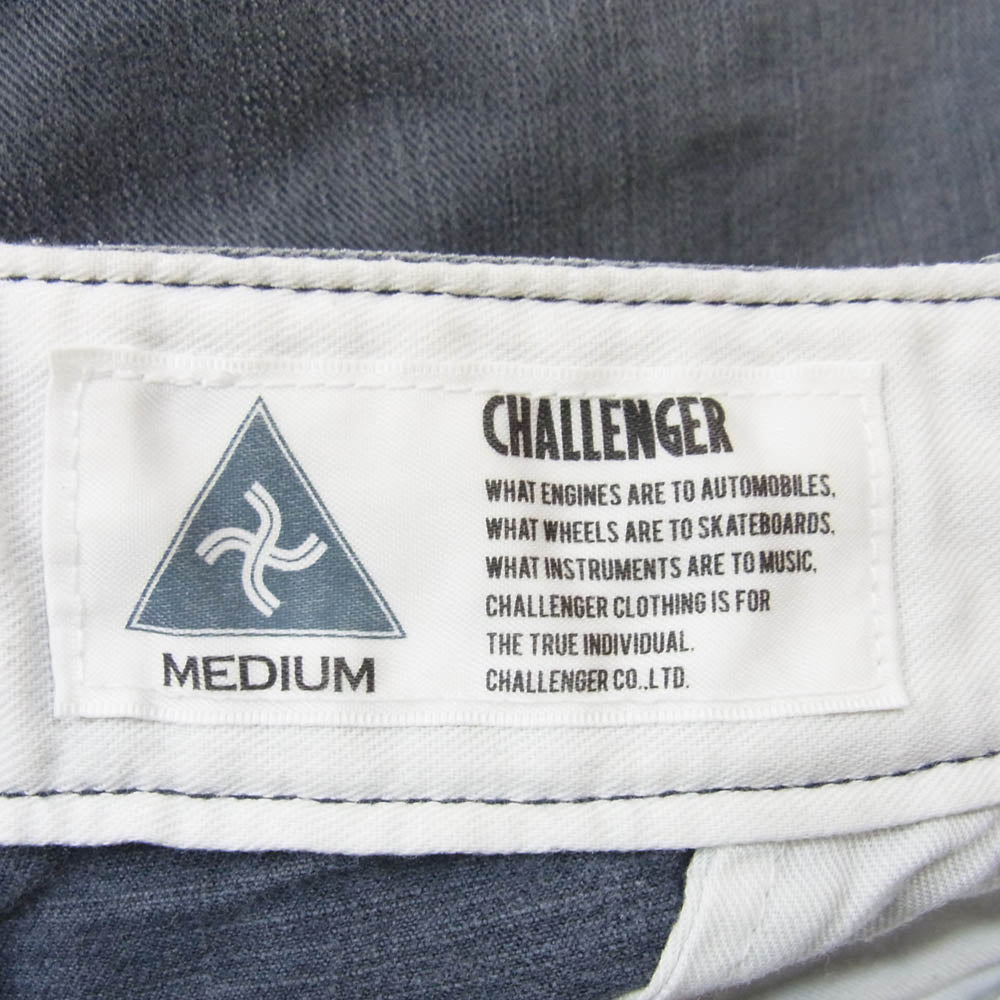 CHALLENGER
WHAT ENGINES ARE TO AUTOMOBILES,
WHAT WHEELS ARE TO SKATEBOARDS,
WHAT INSTRUMENTS ARE TO MUSIC,
CHALLENGER CLOTHING IS FOR
THE TRUE INDIVIDUAL.
CHALLENGER CO.,LTD.
MEDIUM